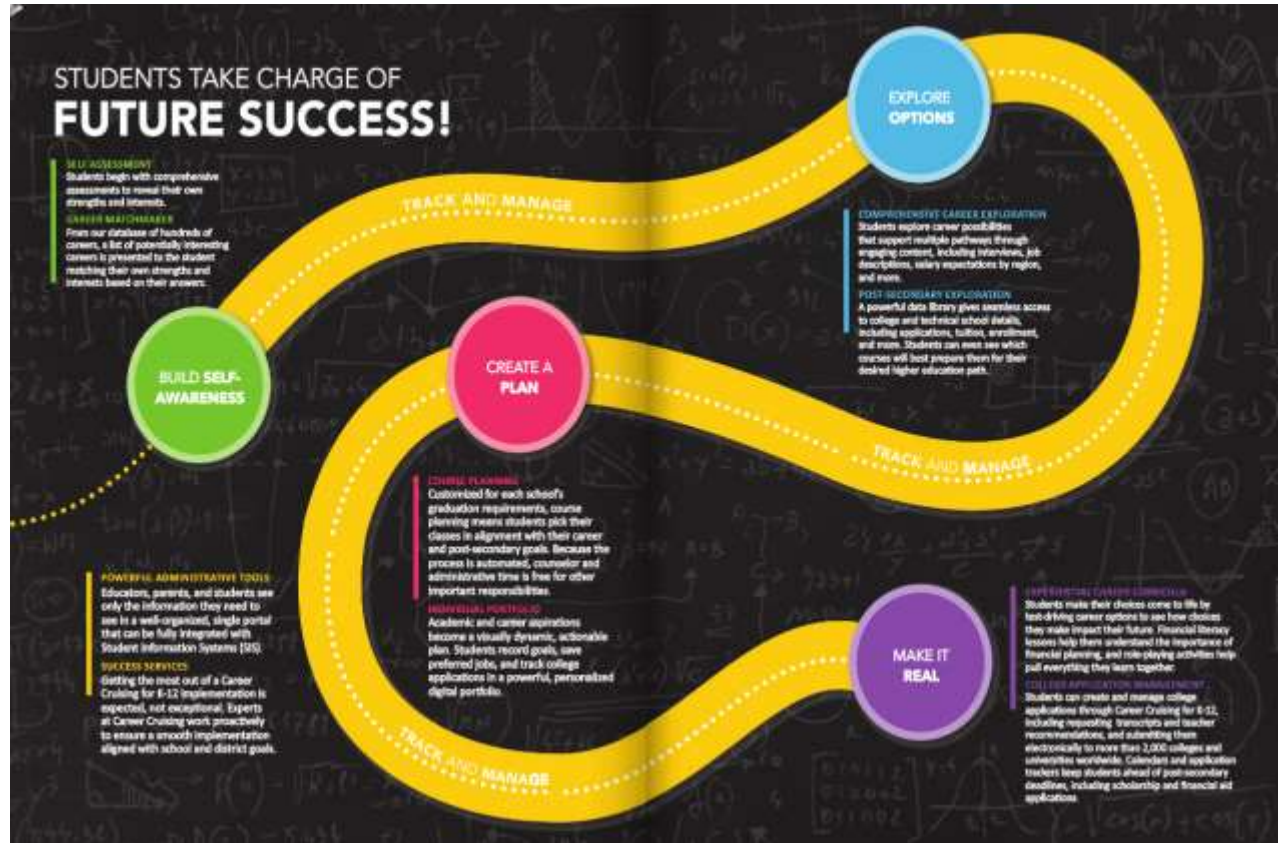 STUDENTS TAKE CHARGE OF
FUTURE SUCCESS!
SELF ASSESSMENT
Students begin with comprehensive
assessments to reveal their own
strengths and interests.
CAREER MATCHMAKER
From our database of hundreds of
careers, a list of potentially interesting
careers is presented to the student
matching their own strengths and
interests based on their answers.
BUILD SELF-
AWARENESS
TRACK AND MANAGE
EXPLORE
OPTIONS
COMPREHENSIVE CAREER EXPLORATION
Students explore career possibilities
that support multiple pathways through
engaging content, including interviews, job
descriptions, salary expectations by region,
and more.
POST-SECONDARY EXPLORATION
A powerful data library gives seamless access
to college and technical school details,
including applications, tuition, enrollment,
and more. Students can even see which
courses will best prepare them for their
desired higher education path.
TRACK AND MANAGE
CREATE A
PLAN
COURSE PLANNING
Customized for each school's
graduation requirements, course
planning means students pick their
classes in alignment with their career
and post-secondary goals. Because the
process is automated, counselor and
administrative time is free for other
important responsibilities.
INDIVIDUAL PORTFOLIO
Academic and career aspirations
become a visually dynamic, actionable
plan. Students record goals, save
preferred jobs, and track college
applications in a powerful, personalized
digital portfolio.
TRACK AND MANAGE
POWERFUL ADMINISTRATIVE TOOLS
Educators, parents, and students see
only the information they need to
see in a well-organized, single portal
that can be fully integrated with
Student Information Systems (SIS).
SUCCESS SERVICES
Getting the most out of a Career
Cruising for K-12 implementation is
expected, not exceptional. Experts
at Career Cruising work proactively
to ensure a smooth implementation
aligned with school and district goals.
MAKE IT
REAL
EXPERIENTIAL CAREER CURRICULA
Students make their choices come to life by
test-driving career options to see how choices
they make impact their future. Financial literacy
lessons help them understand the importance of
financial planning, and role-playing activities help
pull everything they learn together.
COLLEGE APPLICATION MANAGEMENT
Students can create and manage college
applications through Career Cruising for K-12,
including requesting transcripts and teacher
recommendations, and submitting them
electronically to more than 2,000 colleges and
universities worldwide. Calendars and application
trackers keep students ahead of post-secondary
deadlines, including scholarship and financial aid
applications.